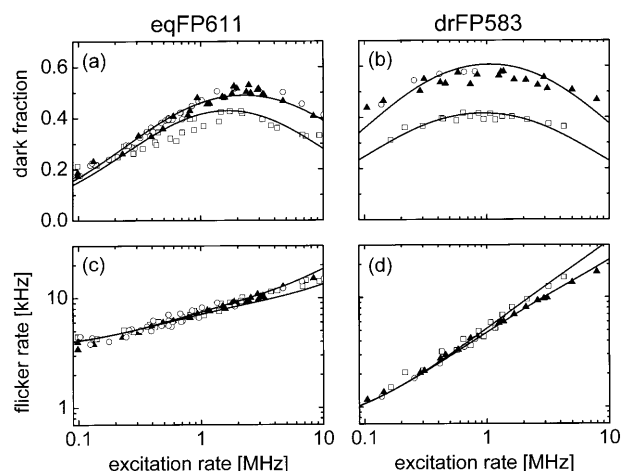 eqFP611 drFP583
(a) (b)
dark fraction
0.6
0.4
0.2
0.0
(c) (d)
flicker rate [kHz]
10
1
0.1 1 10 0.1 1 10
excitation rate [MHz] excitation rate [MHz]